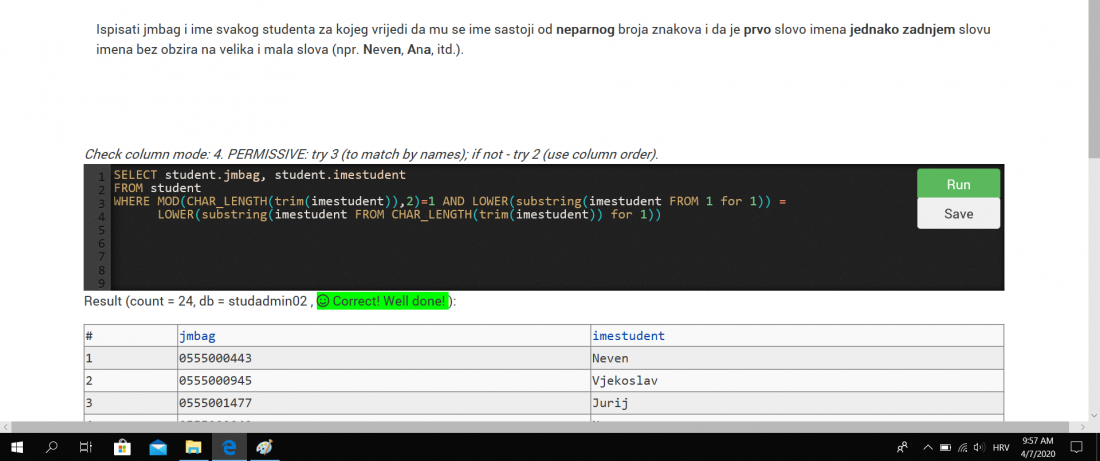 Ispisati jmbag i ime svakog studenta za kojeg vrijedi da mu se ime sastoji od neparnog broja znakova i da je prvo slovo imena jednako zadnjem slovu
imena bez obzira na velika i mala slova (npr. Neven, Ana, itd.).
Check column mode: 4. PERMISSIVE: try 3 (to match by names); if not - try 2 (use column order).
1 SELECT student.jmbag, student.imestudent
2 FROM student
3 WHERE MOD(CHAR_LENGTH(trim(imestudent)),2)=1 AND LOWER(substring(imestudent FROM 1 for 1)) =
4 LOWER(substring(imestudent FROM CHAR_LENGTH(trim(imestudent)) for 1))
5
6
7
8
9
Run
Save
Result (count = 24, db = studadmin02 , Correct! Well done! ):
# jmbag imestudent
1 0555000443 Neven
2 0555000945 Vjekoslav
3 0555001477 Jurij
HRV
9:57 AM
4/7/2020